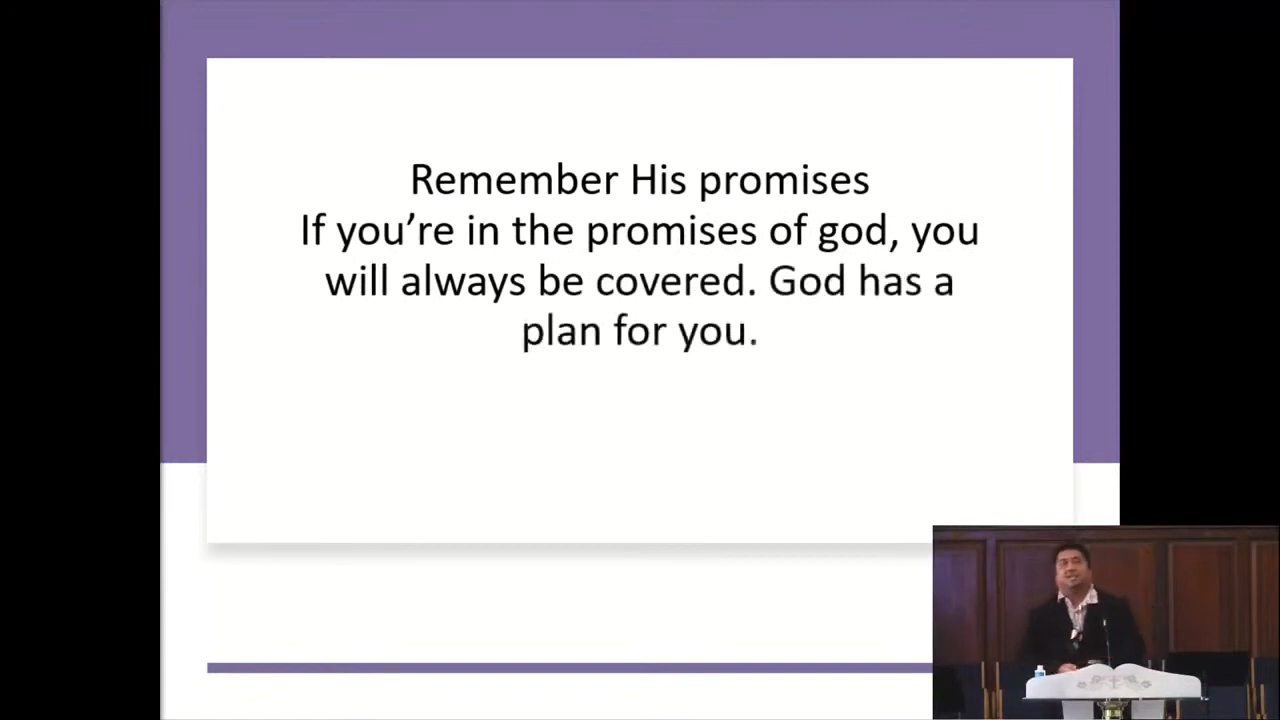 Remember His promises
If you’re in the promises of god, you
will always be covered. God has a
plan for you.